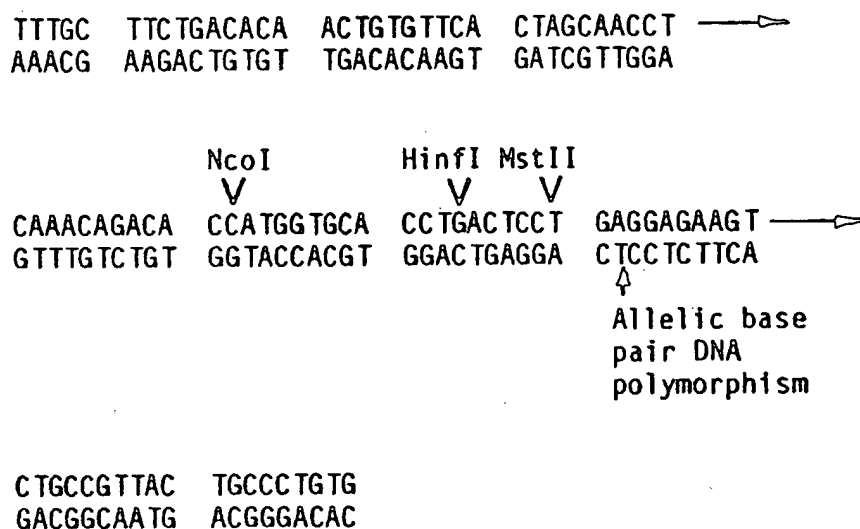 TTTGC TTCTGACACA ACTGTGTTCA CTAGCAACCT
AAACG AAGACTGTGT TGACACAAGT GATCGTTGGA
NcoI HinfI MstII
CAAACAGACA CCATGGTGCA CCTGACTCCT GAGGAGAAGT
GTTTGTCTGT GGTACCACGT GGACTGAGGA CTCCTCTTCA
Allelic base
pair DNA
polymorphism
CTGCCGTTAC TGCCCTGTG
GACGGCAATG ACGGGACAC